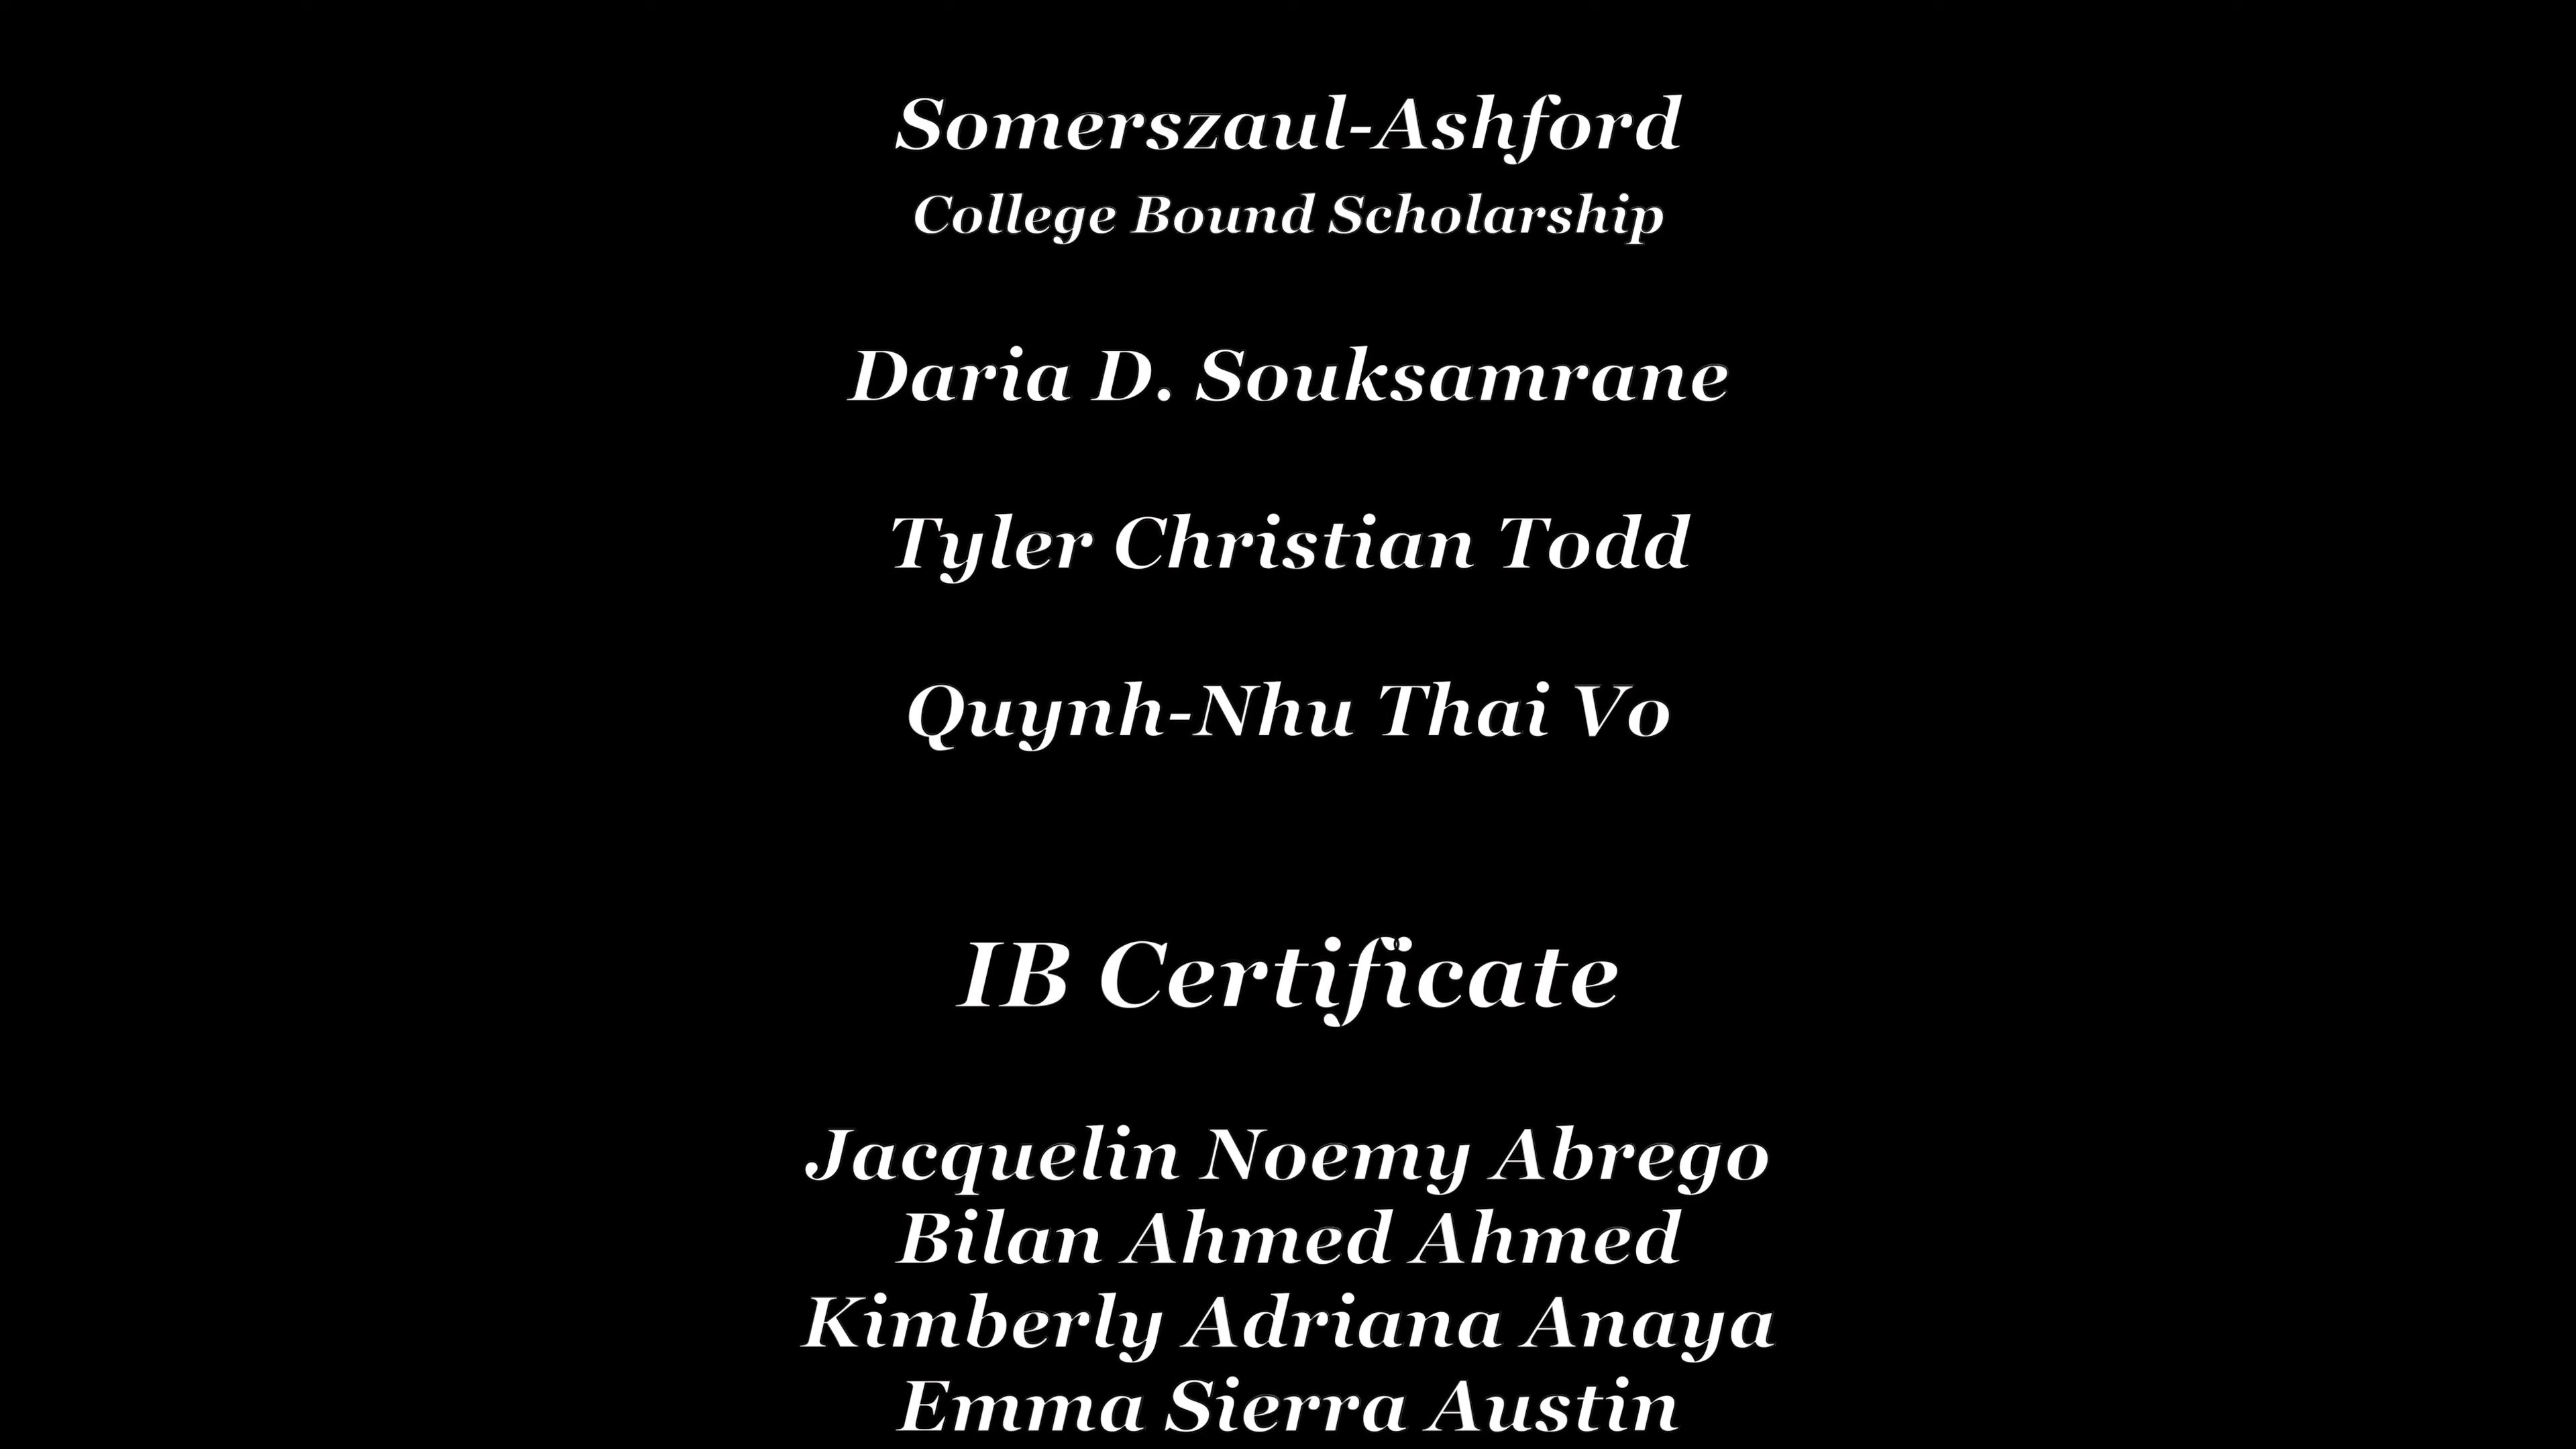 Somerszaul-Ashford
College Bound Scholarship
Daria D. Souksamrane
Tyler Christian Todd
Quynh-Nhu Thai Vo
IB Certificate
Jacquelin Noemy Abrego
Bilan Ahmed Ahmed
Kimberly Adriana Anaya
Emma Sierra Austin